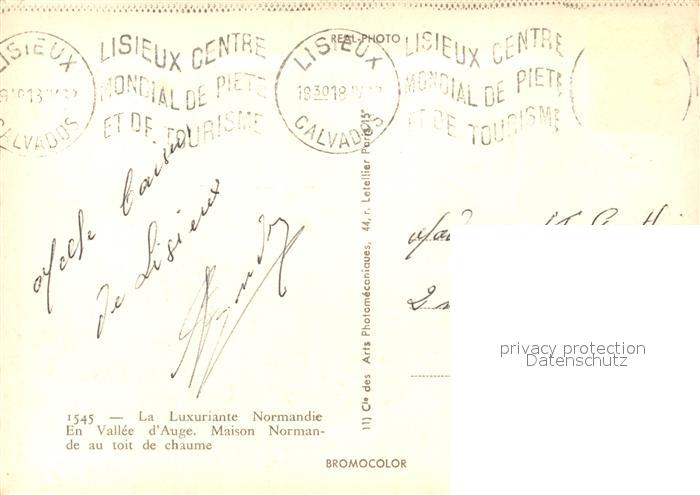 REAL-PHOTO
LISIEUX
CALVADOS
LISIEUX CENTRE
MONDIAL DE PIETE
ET DE TOURISME
LISIEUX
1930 18
CALVADOS
LISIEUX CENTRE
MONDIAL DE PIETE
ET DE TOURISME
de Lisieux
1545 — La Luxuriante Normandie
En Vallée d'Auge. Maison Norman-
de au toit de chaume
11) Cie des Arts Photomécaniques, 44, r. Letellier Paris-15e
BROMOCOLOR
privacy protection
Datenschutz